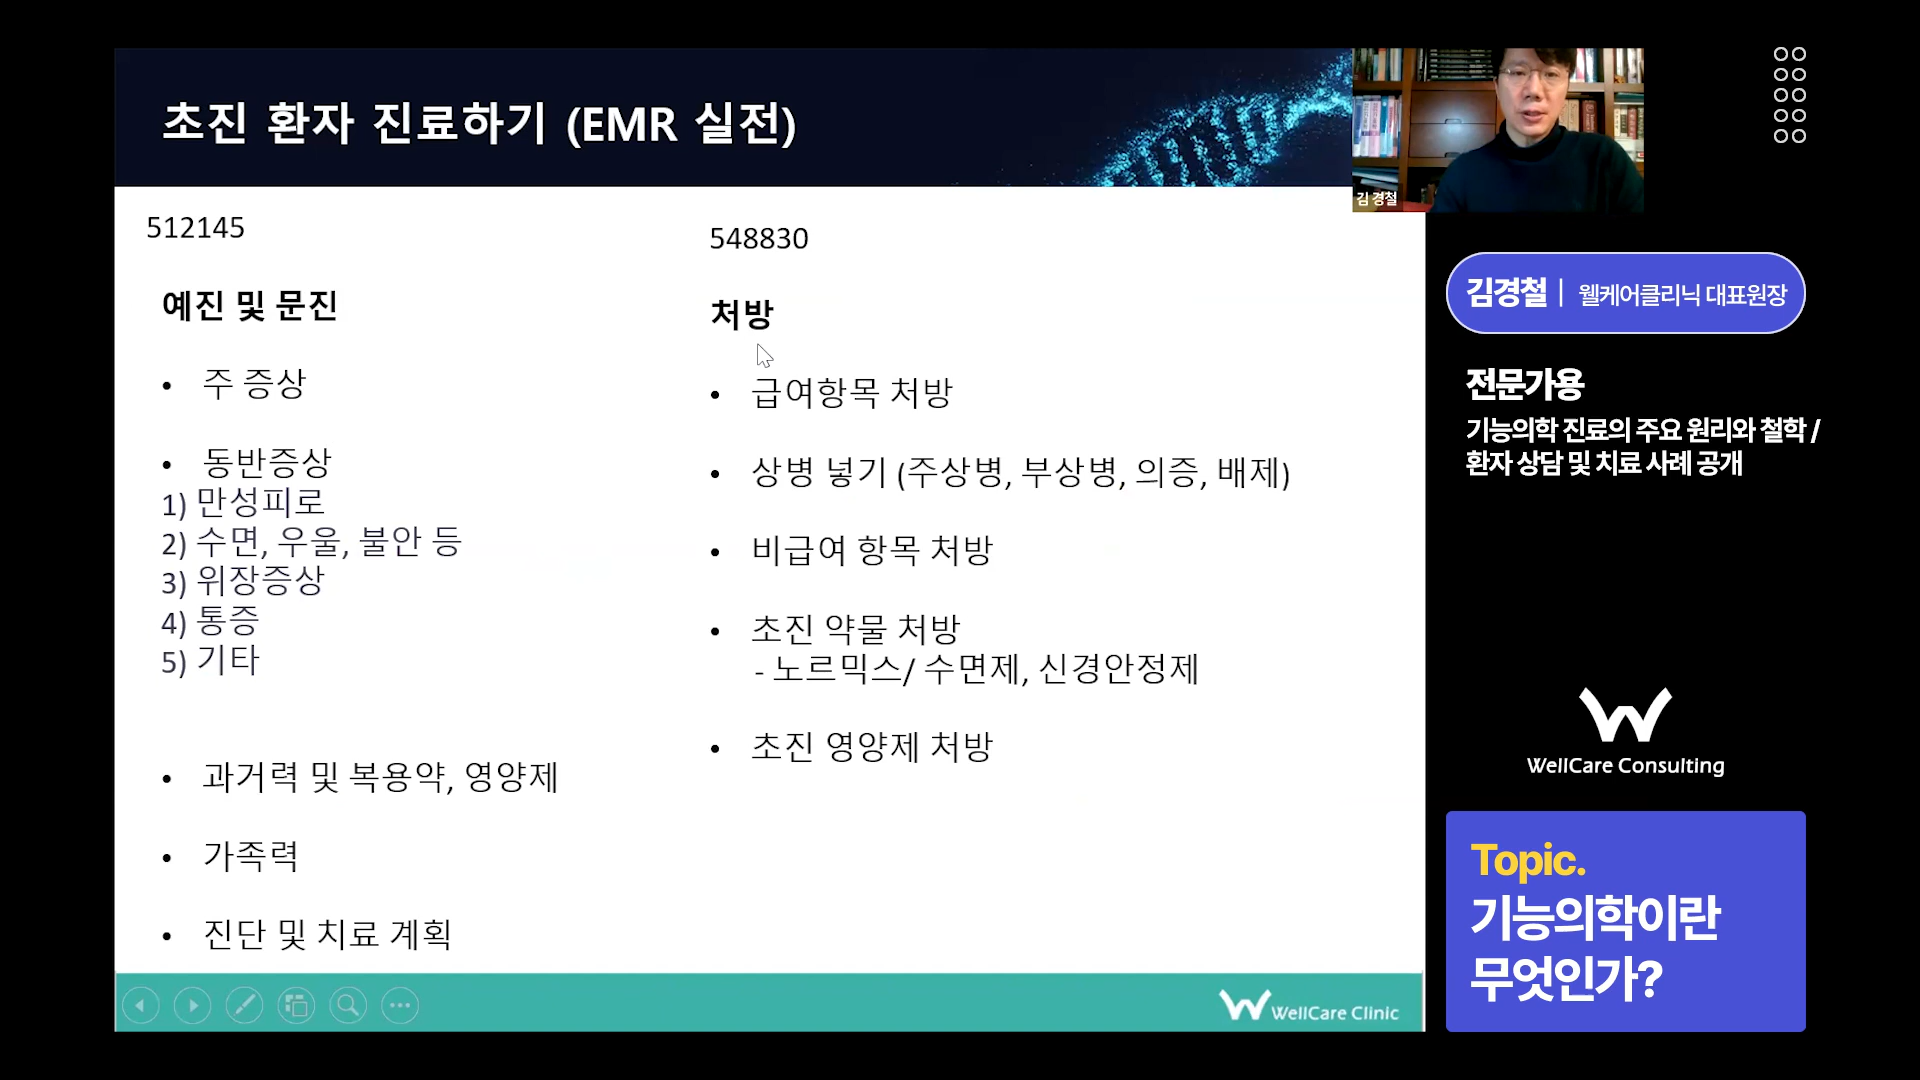 초진 환자 진료하기 (EMR 실전)
512145
예진 및 문진
• 주 증상
• 동반증상
1) 만성피로
2) 수면, 우울, 불안 등
3) 위장증상
4) 통증
5) 기타
• 과거력 및 복용약, 영양제
• 가족력
• 진단 및 치료 계획
548830
처방
• 급여항목 처방
• 상병 넣기 (주상병, 부상병, 의증, 배제)
• 비급여 항목 처방
• 초진 약물 처방
- 노르믹스/ 수면제, 신경안정제
• 초진 영양제 처방
WellCare Clinic
김 경철
김경철 | 웰케어클리닉 대표원장
전문가용
기능의학 진료의 주요 원리와 철학 /
환자 상담 및 치료 사례 공개
WellCare Consulting
Topic.
기능의학이란
무엇인가?